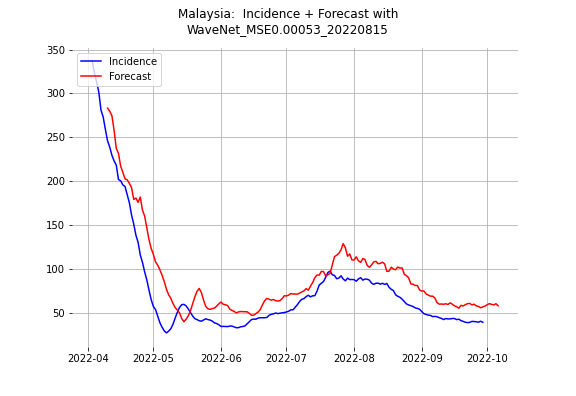 Malaysia:  Incidence + Forecast with
WaveNet_MSE0.00053_20220815
350
300
250
200
150
100
50
Incidence
Forecast
2022-04 2022-05 2022-06 2022-07 2022-08 2022-09 2022-10